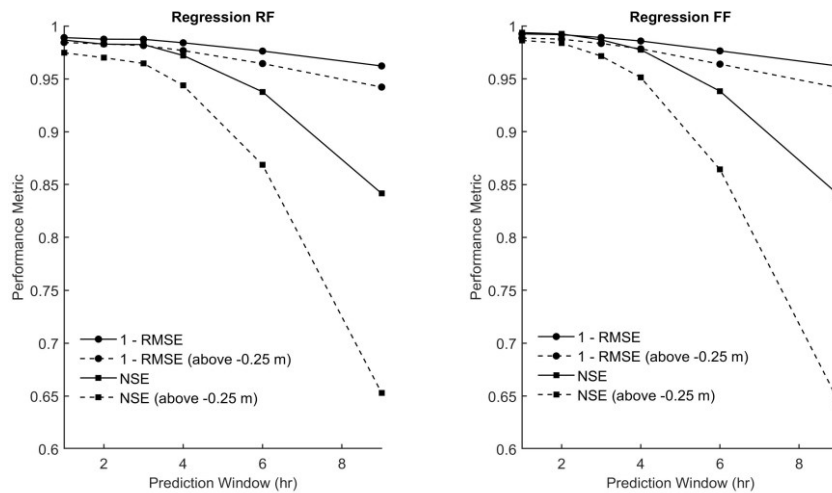 Regression RF
Performance Metric
1
0.95
0.9
0.85
0.8
0.75
0.7
0.65
0.6
1 - RMSE
1 - RMSE (above -0.25 m)
NSE
NSE (above -0.25 m)
2 4 6 8
Prediction Window (hr)
Regression FF
Performance Metric
1
0.95
0.9
0.85
0.8
0.75
0.7
0.65
0.6
1 - RMSE
1 - RMSE (above -0.25 m)
NSE
NSE (above -0.25 m)
2 4 6 8
Prediction Window (hr)